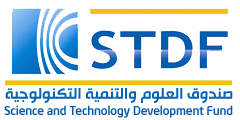 STDF
صندوق العلوم والتنمية التكنولوجية
Science and Technology Development Fund